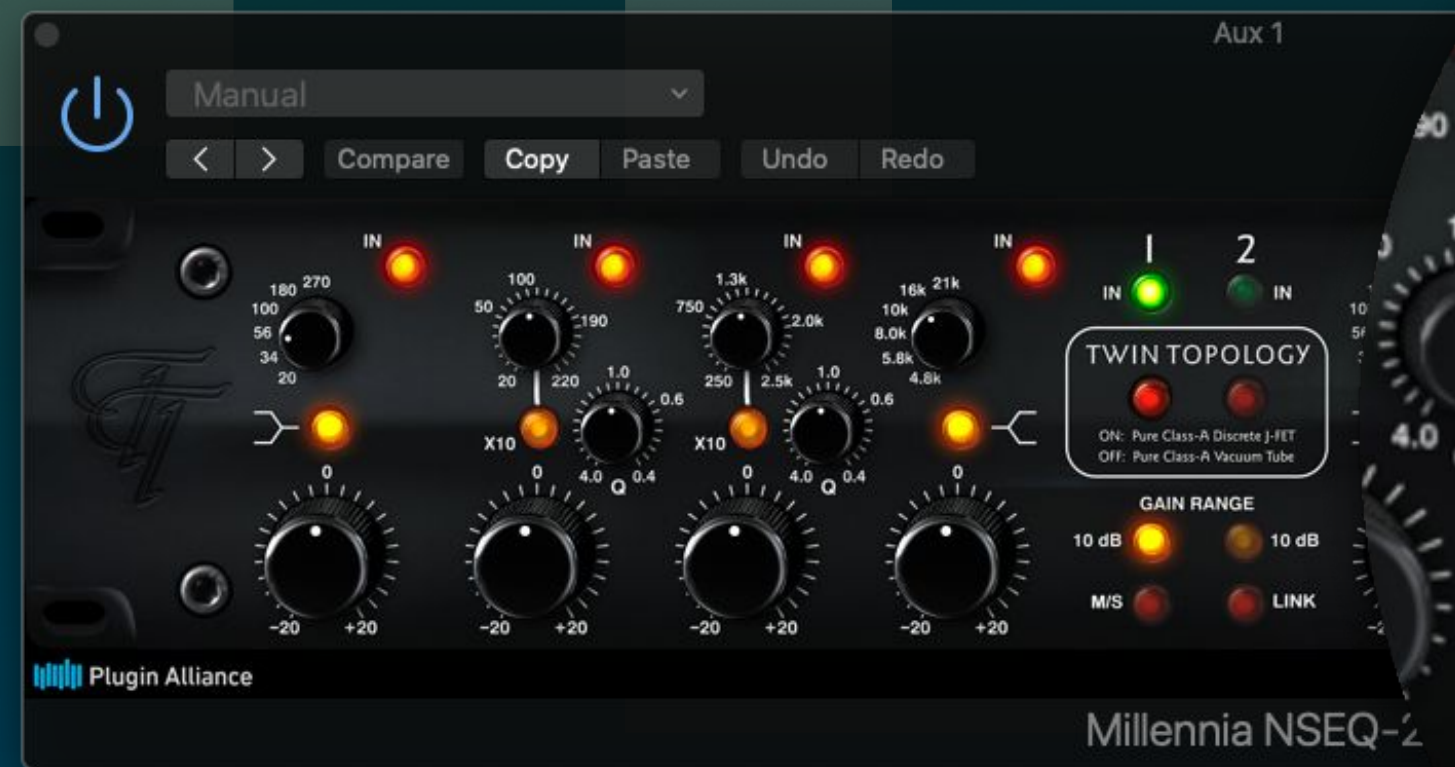 Aux 1
Manual
< > Compare Copy Paste Undo Redo
IN IN IN IN 1 2
IN IN
20 34 56 100 180 270
20 50 100 190 220
250 750 1.3k 2.0k 2.5k
4.8k 5.8k 8.0k 10k 16k 21k
X10 4.0 1.0 0.6 0.4 Q
X10 4.0 1.0 0.6 0.4 Q
TWIN TOPOLOGY
ON: Pure Class-A Discrete J-FET
OFF: Pure Class-A Vacuum Tube
GAIN RANGE
10 dB 10 dB
M/S LINK
0 0 0 0
-20 +20 -20 +20 -20 +20 -20 +20
4.0
Plugin Alliance
Millennia NSEQ-2